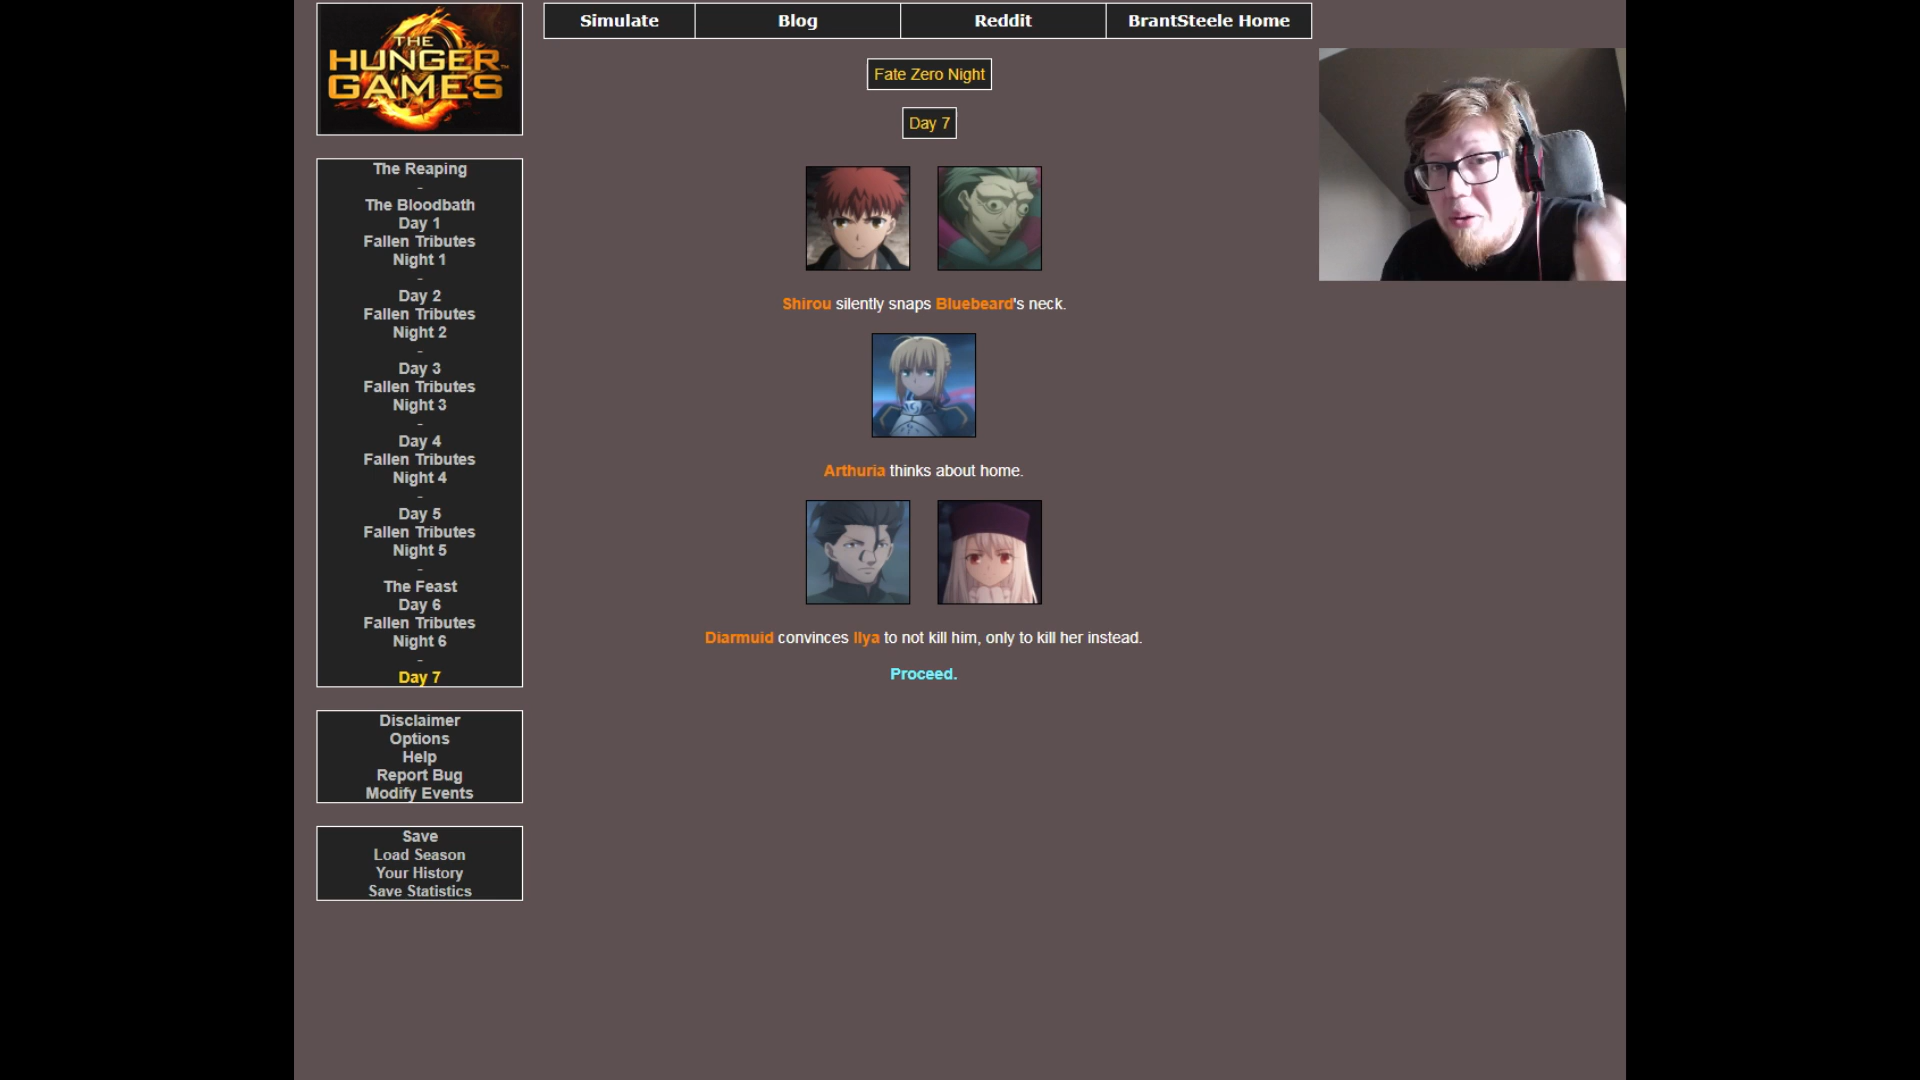 THE
HUNGER
GAMES
Simulate
Blog
Reddit
BrantSteele Home
Fate Zero Night
Day 7
The Reaping
-
The Bloodbath
Day 1
Fallen Tributes
Night 1
-
Day 2
Fallen Tributes
Night 2
-
Day 3
Fallen Tributes
Night 3
-
Day 4
Fallen Tributes
Night 4
-
Day 5
Fallen Tributes
Night 5
-
The Feast
Day 6
Fallen Tributes
Night 6
-
Day 7
Disclaimer
Options
Help
Report Bug
Modify Events
Save
Load Season
Your History
Save Statistics
Shirou silently snaps Bluebeard's neck.
Arthuria thinks about home.
Diarmuid convinces Ilya to not kill him, only to kill her instead.
Proceed.